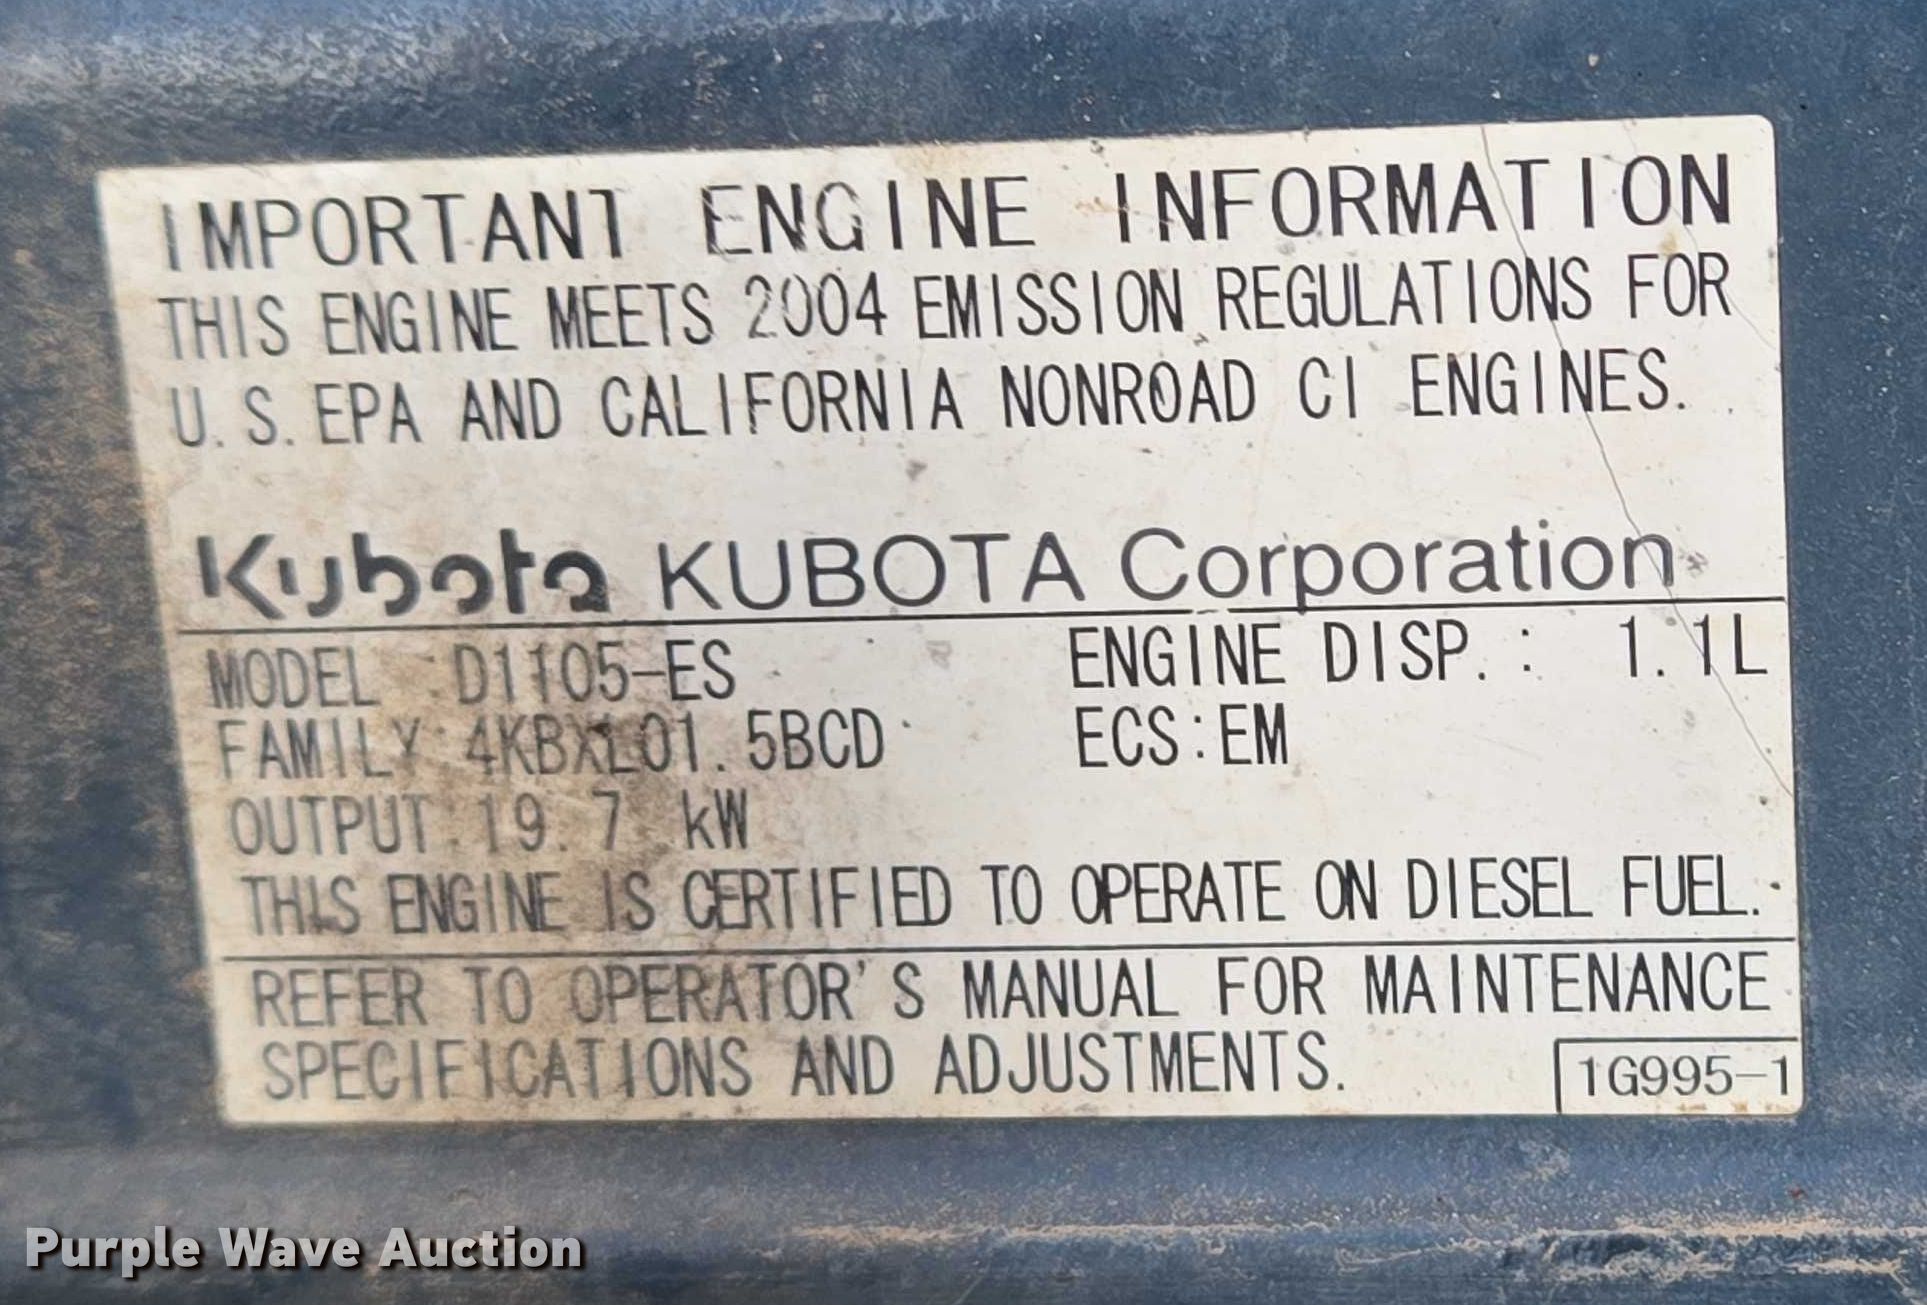 IMPORTANT ENGINE INFORMATION
THIS ENGINE MEETS 2004 EMISSION REGULATIONS FOR
U.S. EPA AND CALIFORNIA NONROAD CI ENGINES.
Kubota KUBOTA Corporation
MODEL :D1105-ES ENGINE DISP.: 1.1L
FAMILY:4KBXL01.5BCD ECS:EM
OUTPUT:19.7 kW
THIS ENGINE IS CERTIFIED TO OPERATE ON DIESEL FUEL.
REFER TO OPERATOR'S MANUAL FOR MAINTENANCE
SPECIFICATIONS AND ADJUSTMENTS.
1G995-1
Purple Wave Auction